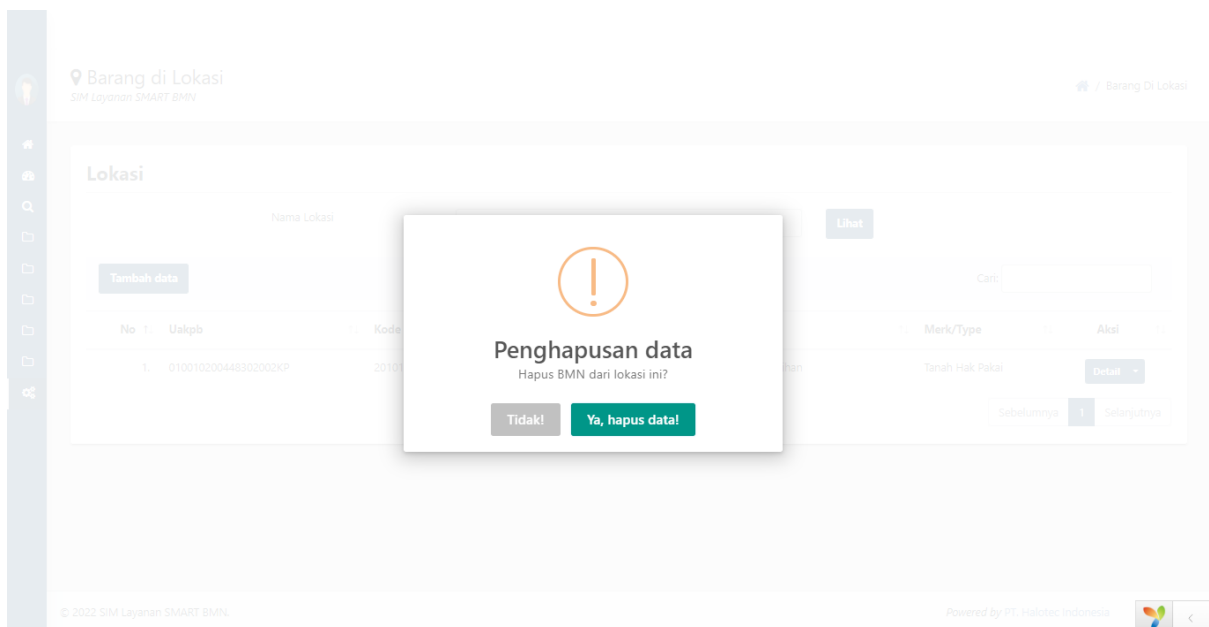 Barang di Lokasi
SIM Layanan SMART BMN
/ Barang Di Lokasi
Lokasi
Nama Lokasi
Lihat
Tambah data
Cari:
No Uakpb Kode Merk/Type Aksi
1. 010010200448302002KP 20101 han Tanah Hak Pakai Detail
Sebelumnya 1 Selanjutnya
Penghapusan data
Hapus BMN dari lokasi ini?
Tidak! Ya, hapus data!
© 2022 SIM Layanan SMART BMN.
Powered by PT. Halotec Indonesia